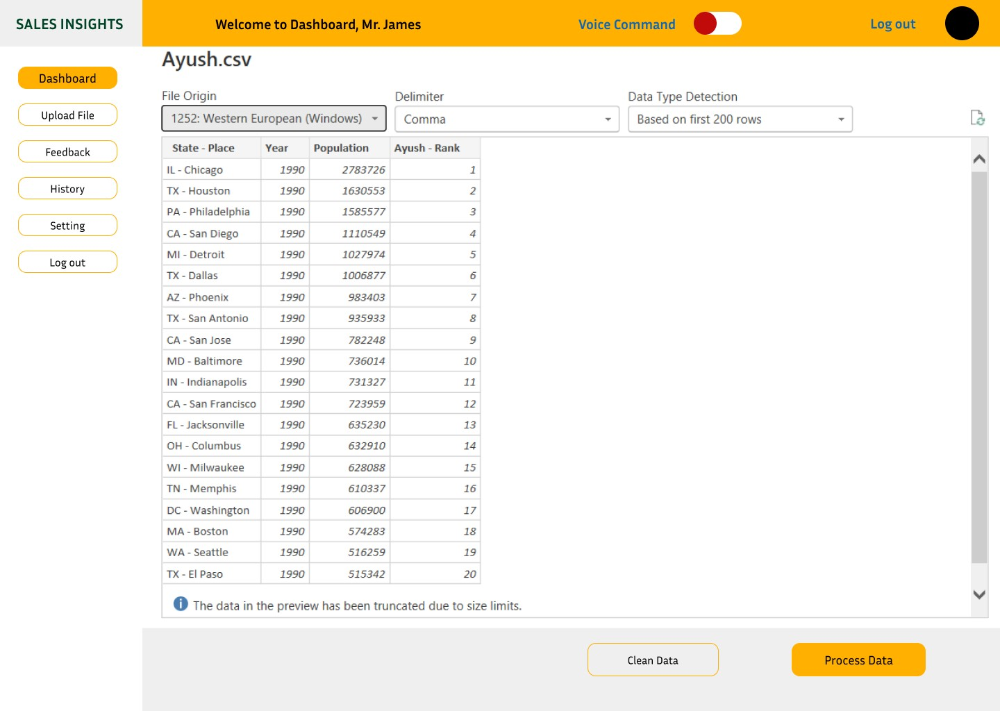 SALES INSIGHTS
Welcome to Dashboard, Mr. James
Voice Command
Log out
Dashboard
Upload File
Feedback
History
Setting
Log out
Ayush.csv
File Origin
Delimiter
Data Type Detection
1252: Western European (Windows)
Comma
Based on first 200 rows
State - Place Year Population Ayush - Rank
IL - Chicago 1990 2783726 1
TX - Houston 1990 1630553 2
PA - Philadelphia 1990 1585577 3
CA - San Diego 1990 1110549 4
MI - Detroit 1990 1027974 5
TX - Dallas 1990 1006877 6
AZ - Phoenix 1990 983403 7
TX - San Antonio 1990 935933 8
CA - San Jose 1990 782248 9
MD - Baltimore 1990 736014 10
IN - Indianapolis 1990 731327 11
CA - San Francisco 1990 723959 12
FL - Jacksonville 1990 635230 13
OH - Columbus 1990 632910 14
WI - Milwaukee 1990 628088 15
TN - Memphis 1990 610337 16
DC - Washington 1990 606900 17
MA - Boston 1990 574283 18
WA - Seattle 1990 516259 19
TX - El Paso 1990 515342 20
The data in the preview has been truncated due to size limits.
Clean Data
Process Data